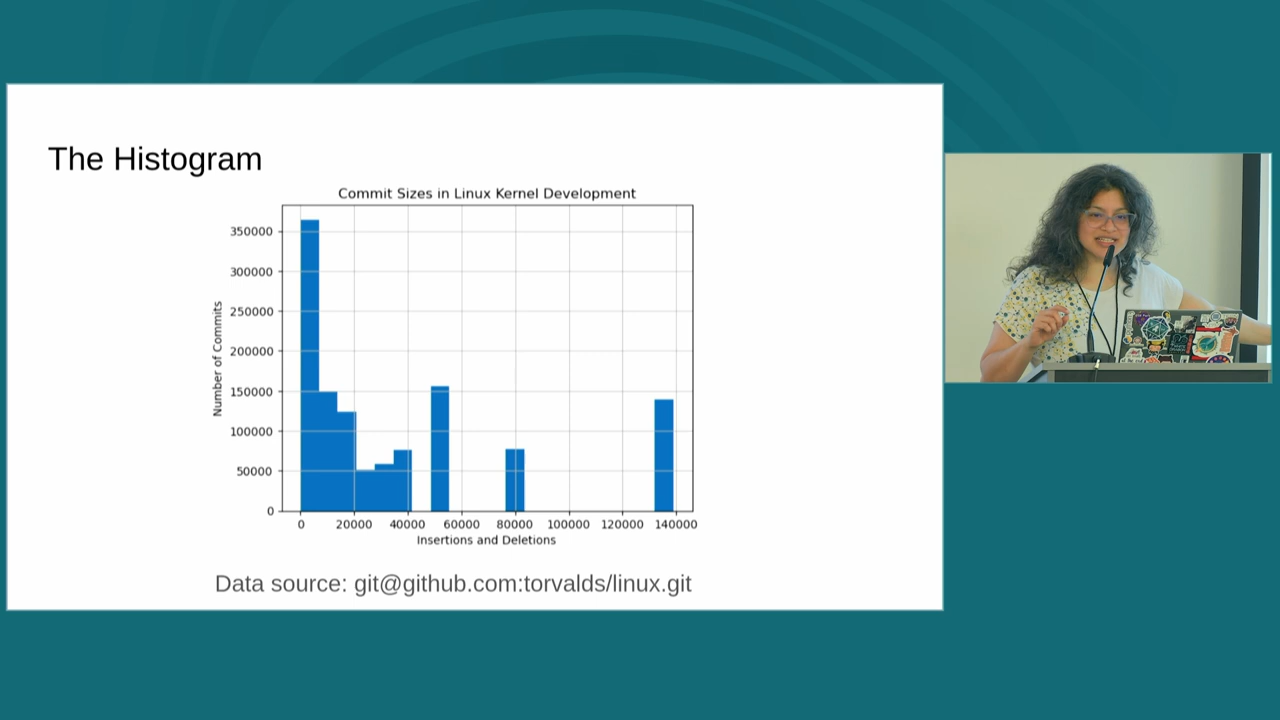 The Histogram
Commit Sizes in Linux Kernel Development
Number of Commits
350000
300000
250000
200000
150000
100000
50000
0
0 20000 40000 60000 80000 100000 120000 140000
Insertions and Deletions
Data source: git@github.com:torvalds/linux.git